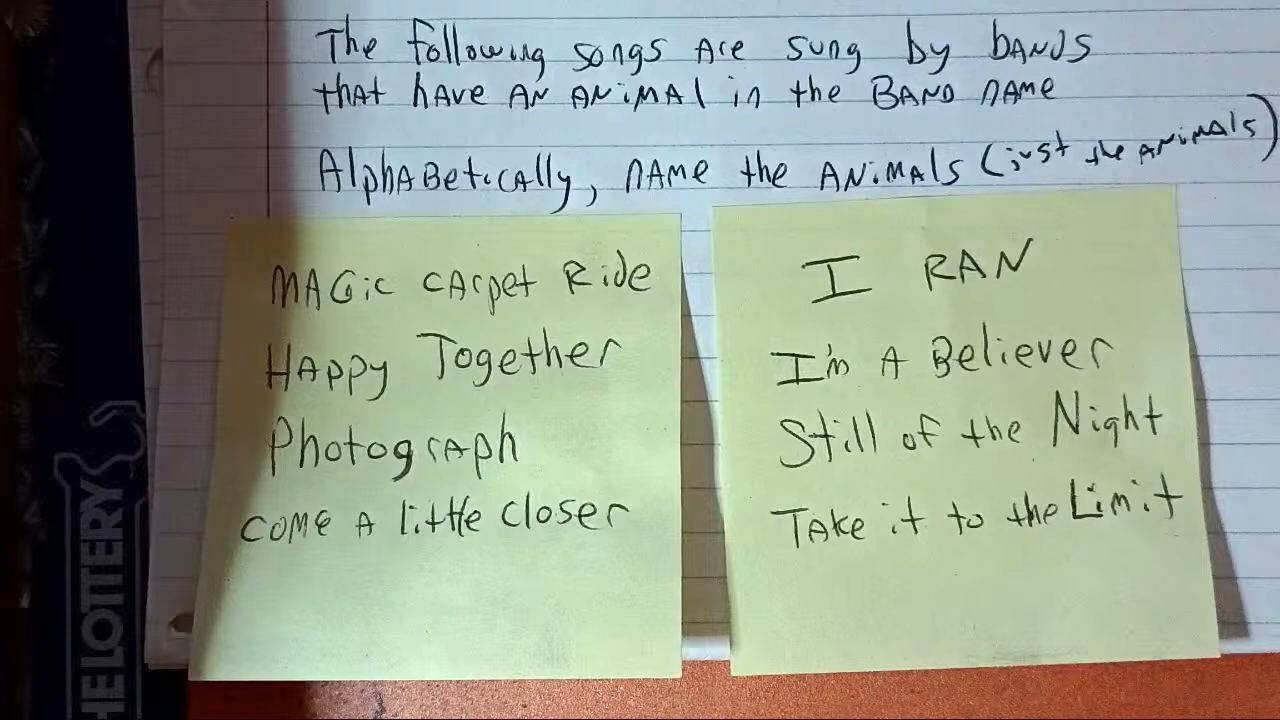 The following songs are sung by bands
that have an animal in the band name
Alphabetically, name the animals (just the animals)
Magic Carpet Ride
Happy Together
Photograph
Come a little closer
I RAN
I'm A Believer
Still of the Night
Take it to the Limit
HE LOTTERY